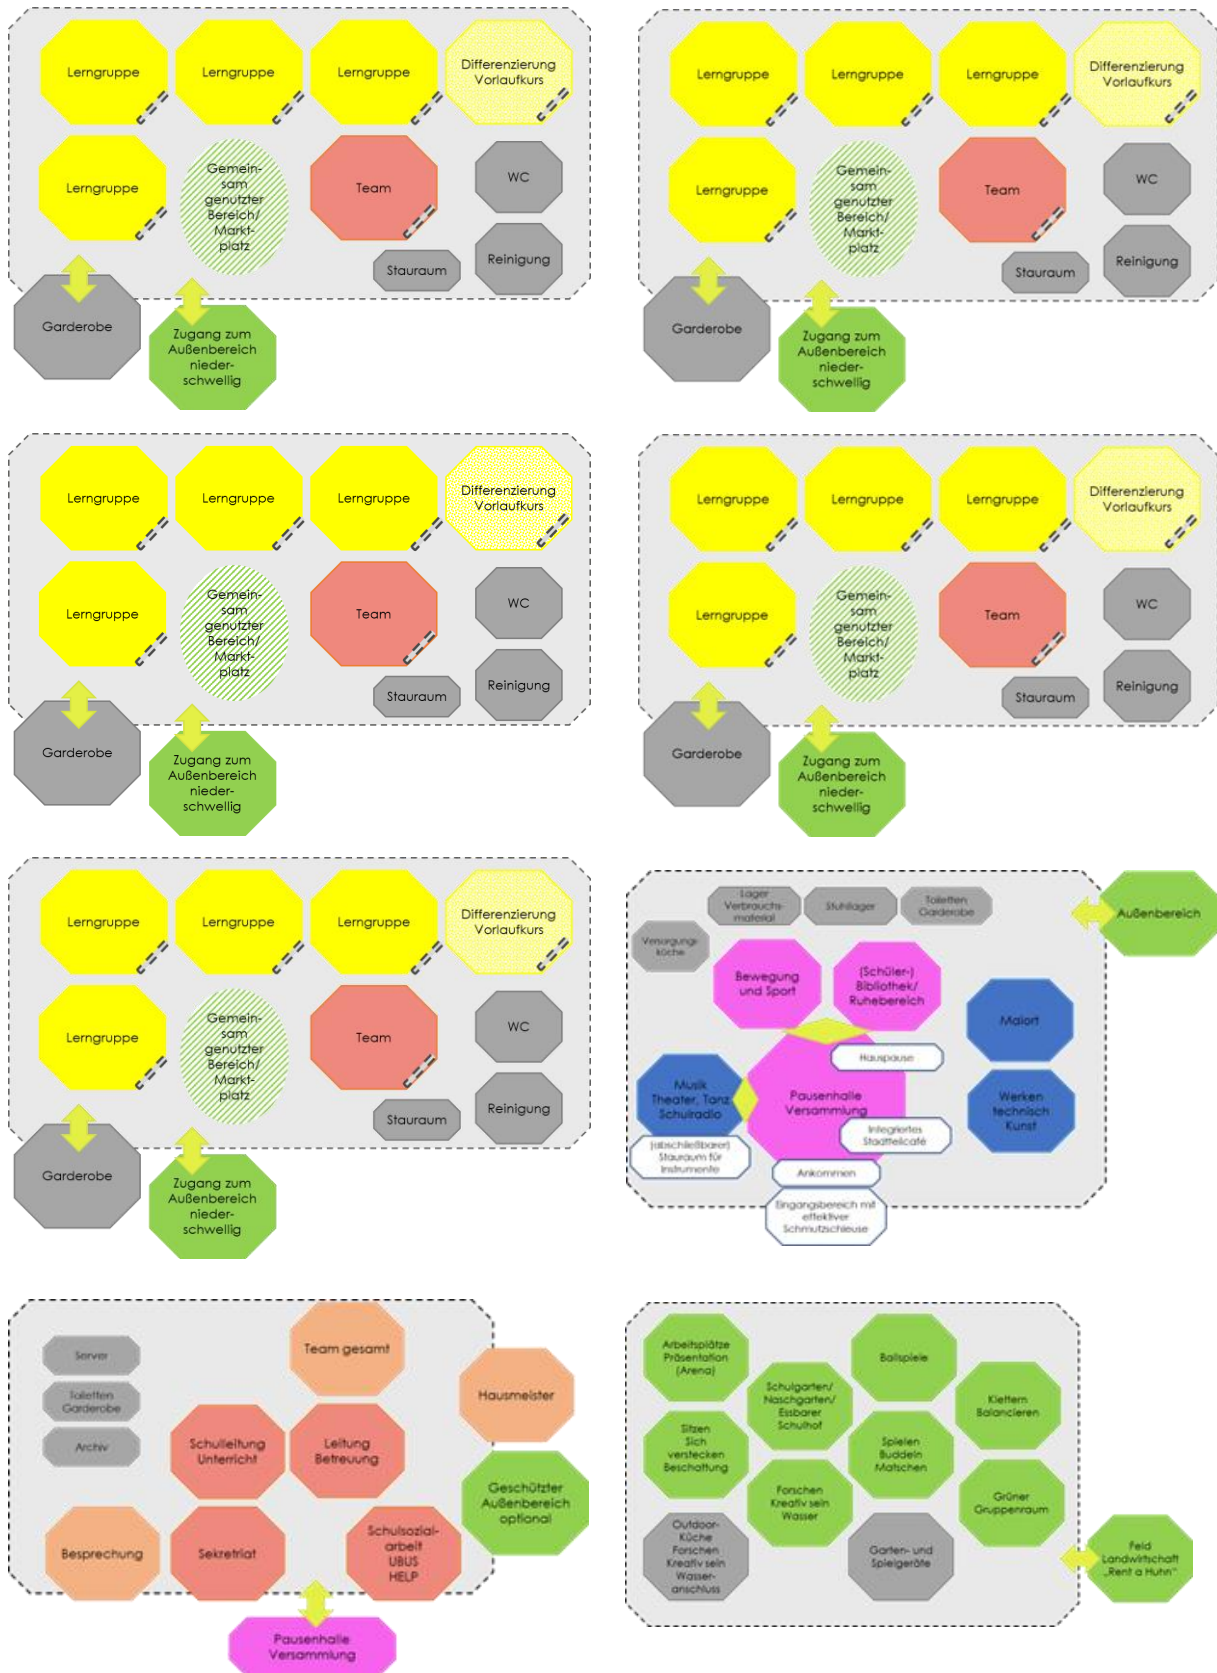 Lerngruppe
Lerngruppe
Lerngruppe
Differenzierung
Vorlaufkurs
Lerngruppe
Gemein-
sam
genutzter
Bereich/
Markt-
platz
Team
WC
Stauraum
Reinigung
Garderobe
Zugang zum
Außenbereich
nieder-
schwellig
Lerngruppe
Lerngruppe
Lerngruppe
Differenzierung
Vorlaufkurs
Lerngruppe
Gemein-
sam
genutzter
Bereich/
Markt-
platz
Team
WC
Stauraum
Reinigung
Garderobe
Zugang zum
Außenbereich
nieder-
schwellig
Lerngruppe
Lerngruppe
Lerngruppe
Differenzierung
Vorlaufkurs
Lerngruppe
Gemein-
sam
genutzter
Bereich/
Markt-
platz
Team
WC
Stauraum
Reinigung
Garderobe
Zugang zum
Außenbereich
nieder-
schwellig
Lerngruppe
Lerngruppe
Lerngruppe
Differenzierung
Vorlaufkurs
Lerngruppe
Gemein-
sam
genutzter
Bereich/
Markt-
platz
Team
WC
Stauraum
Reinigung
Garderobe
Zugang zum
Außenbereich
nieder-
schwellig
Lerngruppe
Lerngruppe
Lerngruppe
Differenzierung
Vorlaufkurs
Lerngruppe
Gemein-
sam
genutzter
Bereich/
Markt-
platz
Team
WC
Stauraum
Reinigung
Garderobe
Zugang zum
Außenbereich
nieder-
schwellig
Lager
Verbrauchs-
material
Stuhllager
Toiletten
Garderobe
Außenbereich
Versorgungs-
küche
Bewegung
und Sport
(Schüler-)
Bibliothek/
Ruhebereich
Malort
Hauspause
Musik
Theater, Tanz
Schulradio
Pausenhalle
Versammlung
Werken
technisch
Kunst
Integriertes
Stadtteilcafé
(abschließbarer)
Stauraum für
Instrumente
Ankommen
Eingangsbereich mit
effektiver
Schmutzschleuse
Team gesamt
Server
Toiletten
Garderobe
Archiv
Hausmeister
Schulleitung
Unterricht
Leitung
Betreuung
Geschützter
Außenbereich
optional
Besprechung
Sekretriat
Schulsozial-
arbeit
UBUS
HELP
Pausenhalle
Versammlung
Arbeitsplätze
Präsentation
(Arena)
Ballspiele
Schulgarten/
Naschgarten/
Essbarer
Schulhof
Klettern
Balancieren
Sitzen
Sich
verstecken
Beschattung
Spielen
Buddeln
Matschen
Forschen
Kreativ sein
Wasser
Grüner
Gruppenraum
Outdoor-
Küche
Forschen
Kreativ sein
Wasser-
anschluss
Garten- und
Spielgeräte
Feld
Landwirtschaft
„Rent a Huhn“